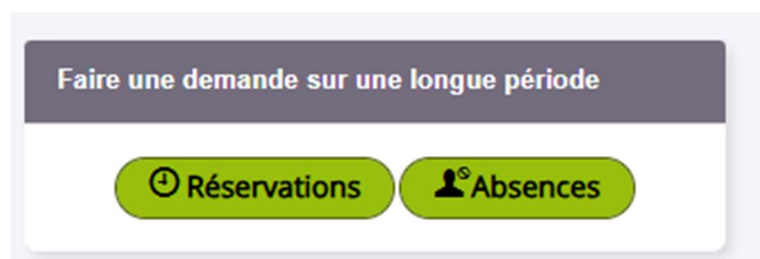 Faire une demande sur une longue période
Réservations Absences